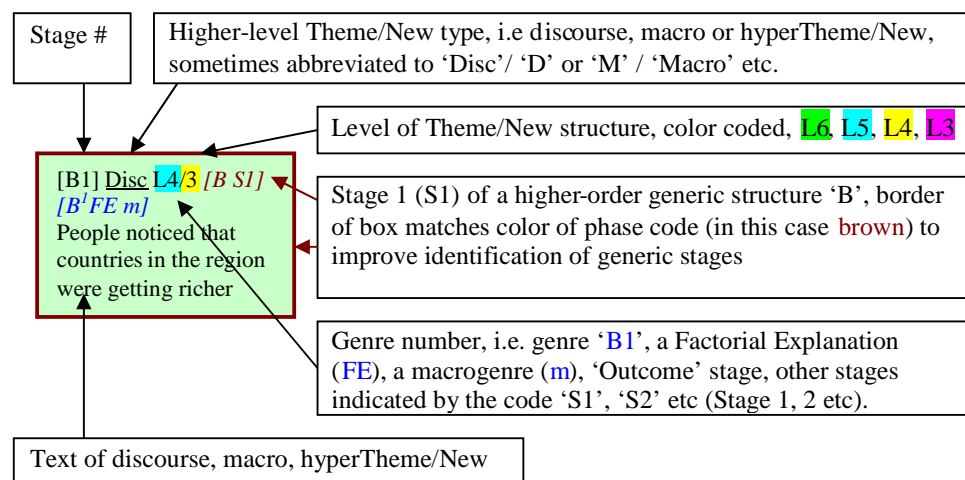 Stage #
Higher-level Theme/New type, i.e discourse, macro or hyperTheme/New,
sometimes abbreviated to ‘Disc’/ ‘D’ or ‘M’ / ‘Macro’ etc.
Level of Theme/New structure, color coded, L6, L5, L4, L3
[B1] Disc L4/3 [B S1]
[B¹FE m]
People noticed that
countries in the region
were getting richer
Stage 1 (S1) of a higher-order generic structure ‘B’, border
of box matches color of phase code (in this case brown) to
improve identification of generic stages
Genre number, i.e. genre ‘B1’, a Factorial Explanation
(FE), a macrogenre (m), ‘Outcome’ stage, other stages
indicated by the code ‘S1’, ‘S2’ etc (Stage 1, 2 etc).
Text of discourse, macro, hyperTheme/New